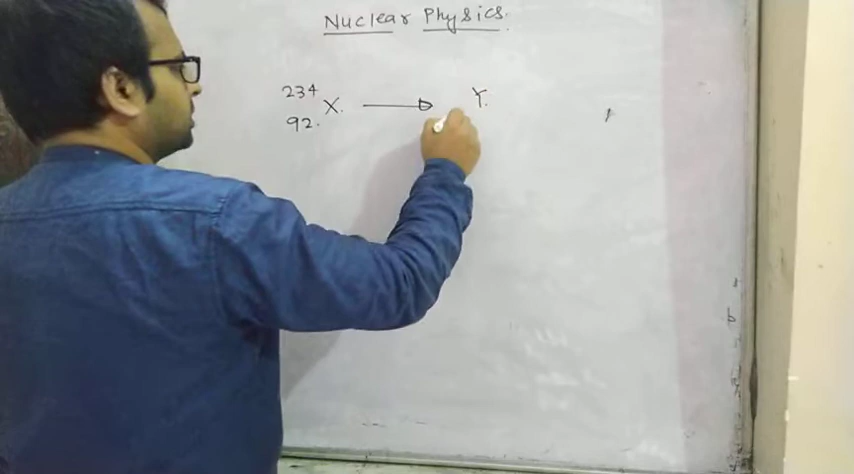 Nuclear Physics.
234
92. X. → Y.